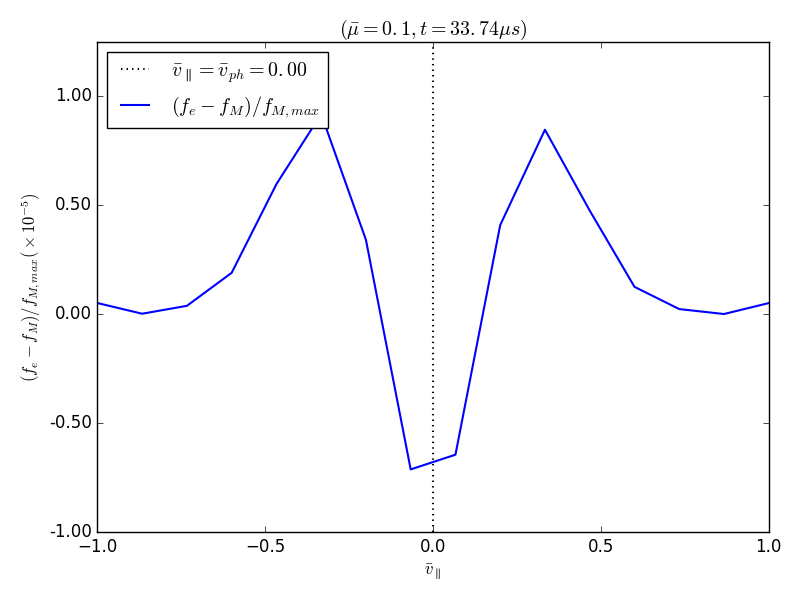 (μ̄ = 0.1, t = 33.74μs)
v̄∥ = v̄ph = 0.00
(fe − fM)/fM,max
1.00
0.50
0.00
-0.50
-1.00
(fe − fM)/fM,max(×10⁻⁵)
−1.0
−0.5
0.0
0.5
1.0
v̄∥